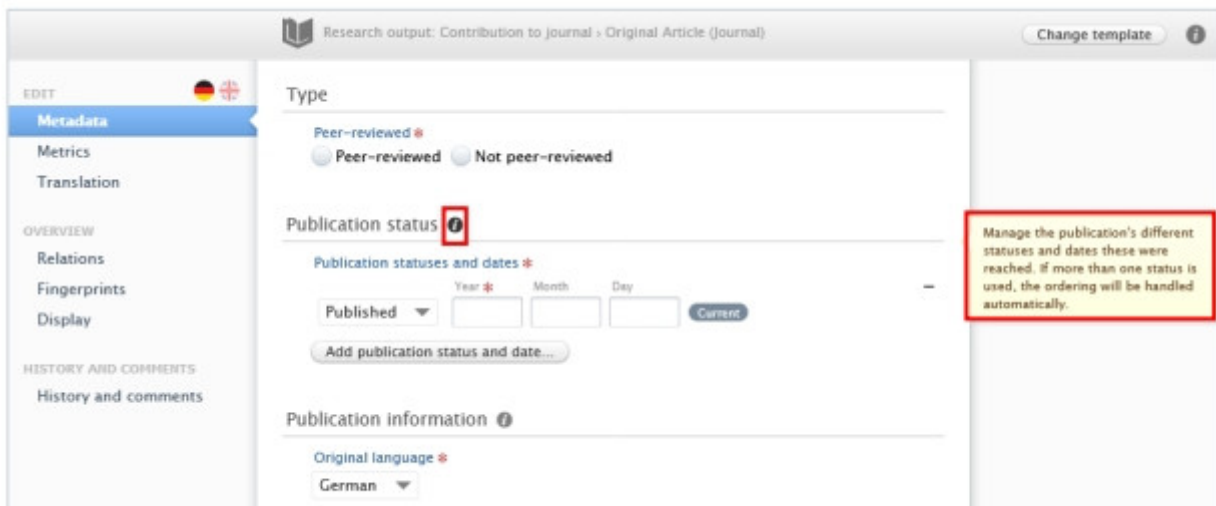 Research output: Contribution to journal › Original Article (Journal)
Change template
EDIT
Metadata
Metrics
Translation
OVERVIEW
Relations
Fingerprints
Display
HISTORY AND COMMENTS
History and comments
Type
Peer-reviewed *
Peer-reviewed Not peer-reviewed
Publication status i
Publication statuses and dates *
Year * Month Day
Published Current
Add publication status and date...
Publication information i
Original language *
German
Manage the publication's different
statuses and dates these were
reached. If more than one status is
used, the ordering will be handled
automatically.